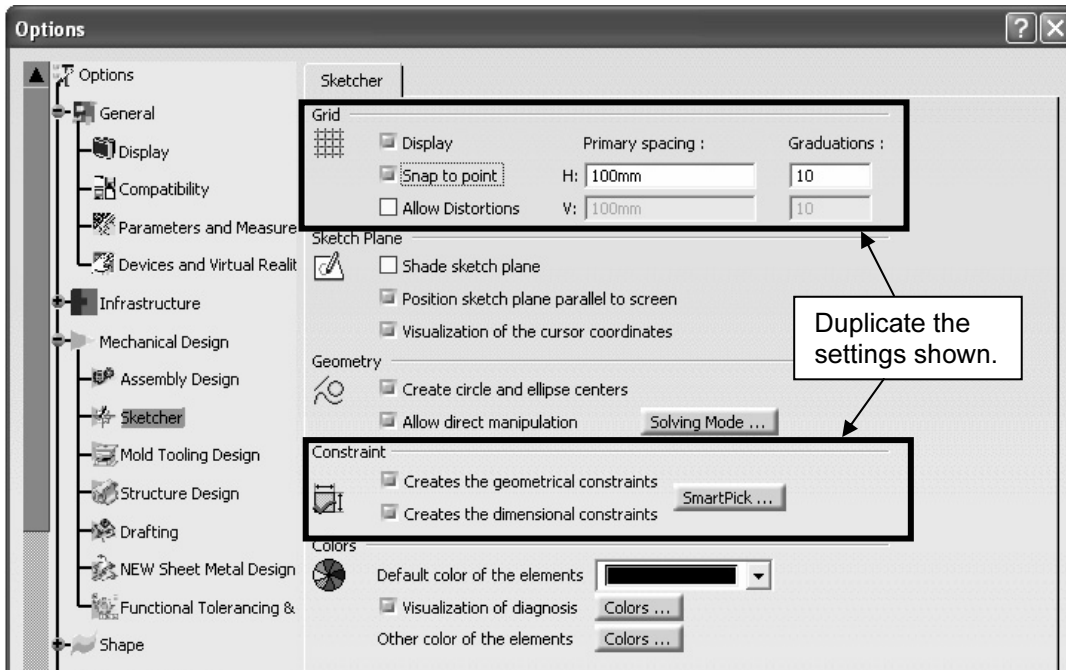 Options
Options
General
Display
Compatibility
Parameters and Measure
Devices and Virtual Realit
Infrastructure
Mechanical Design
Assembly Design
Sketcher
Mold Tooling Design
Structure Design
Drafting
NEW Sheet Metal Design
Functional Tolerancing &
Shape
Sketcher
Grid
Display Primary spacing : Graduations :
Snap to point H: 100mm 10
Allow Distortions V: 100mm 10
Sketch Plane
Shade sketch plane
Position sketch plane parallel to screen
Visualization of the cursor coordinates
Geometry
Create circle and ellipse centers
Allow direct manipulation Solving Mode ...
Constraint
Creates the geometrical constraints
SmartPick ...
Creates the dimensional constraints
Colors
Default color of the elements
Visualization of diagnosis Colors ...
Other color of the elements Colors ...
Duplicate the
settings shown.